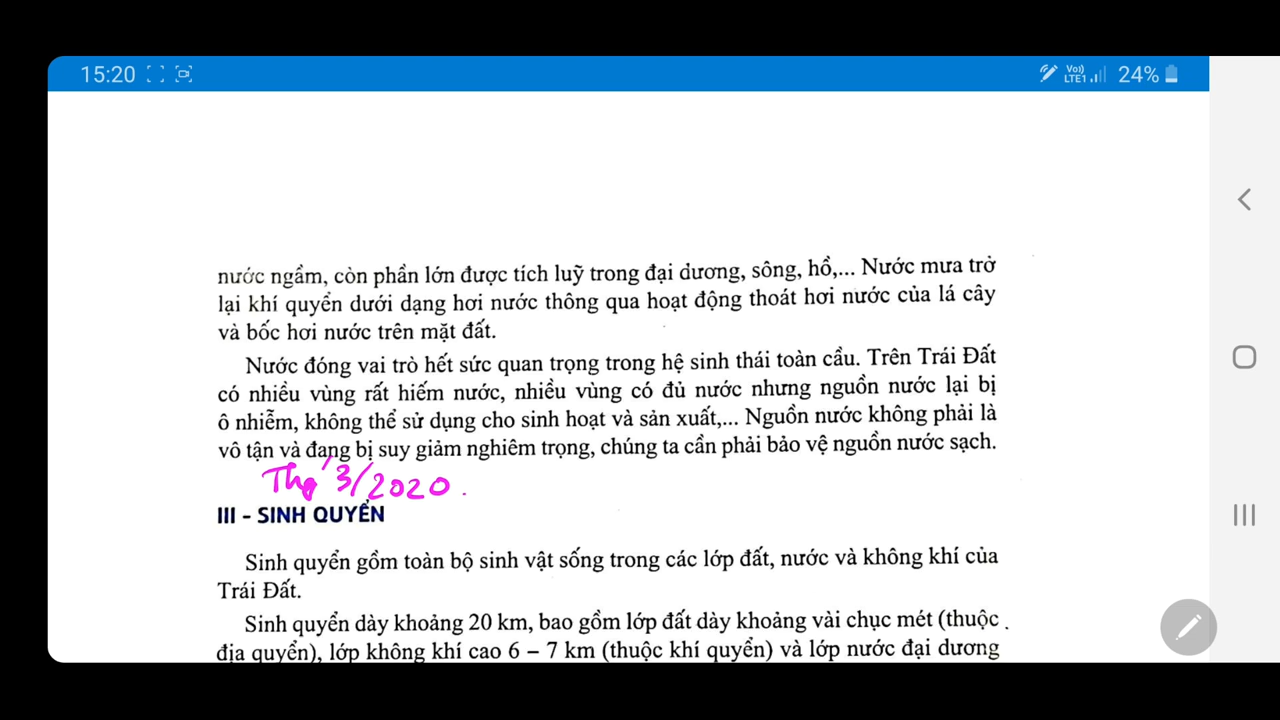 15:20
Vo)) LTE1 24%
nước ngầm, còn phần lớn được tích luỹ trong đại dương, sông, hồ,... Nước mưa trở
lại khí quyển dưới dạng hơi nước thông qua hoạt động thoát hơi nước của lá cây
và bốc hơi nước trên mặt đất.
Nước đóng vai trò hết sức quan trọng trong hệ sinh thái toàn cầu. Trên Trái Đất
có nhiều vùng rất hiếm nước, nhiều vùng có đủ nước nhưng nguồn nước lại bị
ô nhiễm, không thể sử dụng cho sinh hoạt và sản xuất,... Nguồn nước không phải là
vô tận và đang bị suy giảm nghiêm trọng, chúng ta cần phải bảo vệ nguồn nước sạch.
Thg 3/2020.
III - SINH QUYỂN
Sinh quyển gồm toàn bộ sinh vật sống trong các lớp đất, nước và không khí của
Trái Đất.
Sinh quyển dày khoảng 20 km, bao gồm lớp đất dày khoảng vài chục mét (thuộc
địa quyển), lớp không khí cao 6 – 7 km (thuộc khí quyển) và lớp nước đại dương